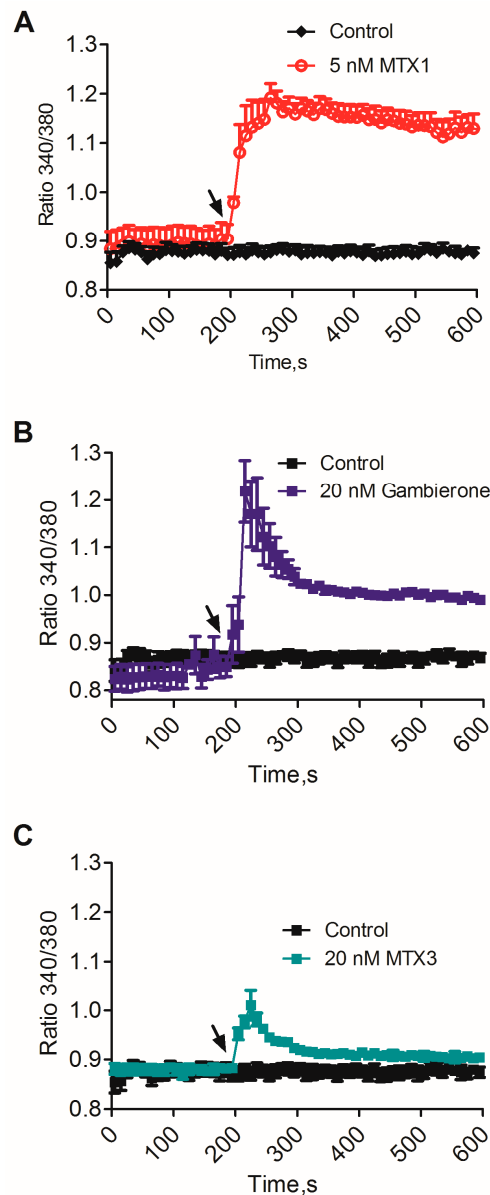 A
Control
5 nM MTX1
Ratio 340/380
1.3
1.2
1.1
1.0
0.9
0.8
0 100 200 300 400 500 600
Time,s
B
Control
20 nM Gambierone
Ratio 340/380
1.3
1.2
1.1
1.0
0.9
0.8
0 100 200 300 400 500 600
Time,s
C
Control
20 nM MTX3
Ratio 340/380
1.3
1.2
1.1
1.0
0.9
0.8
0 100 200 300 400 500 600
Time,s